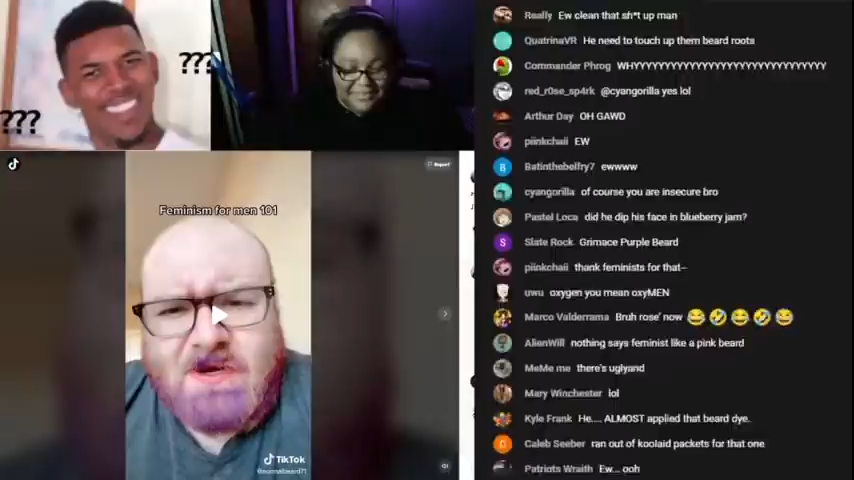 ???
???
Report
Feminism for men 101
TikTok
Really Ew clean that sh*t up man
QuatrinaVR He need to touch up them beard roots
Commander Phrog WHYYYYYYYYYYYYYYYYYYYYYYYYYYYYY
red_r0se_sp4rk @cyangorilla yes lol
Arthur Day OH GAWD
piinkchaii EW
B Batinthebelfry7 ewwww
cyangorilla of course you are insecure bro
Pastel Loca did he dip his face in blueberry jam?
S Slate Rock Grimace Purple Beard
piinkchaii thank feminists for that--
uwu oxygen you mean oxyMEN
Marco Valderrama Bruh rose' now 😂🤣😂🤣😂
AlienWill nothing says feminist like a pink beard
MeMe me there's uglyand
Mary Winchester lol
Kyle Frank He.... ALMOST applied that beard dye.
C Caleb Seeber ran out of koolaid packets for that one
Patriots Wraith Ew... ooh